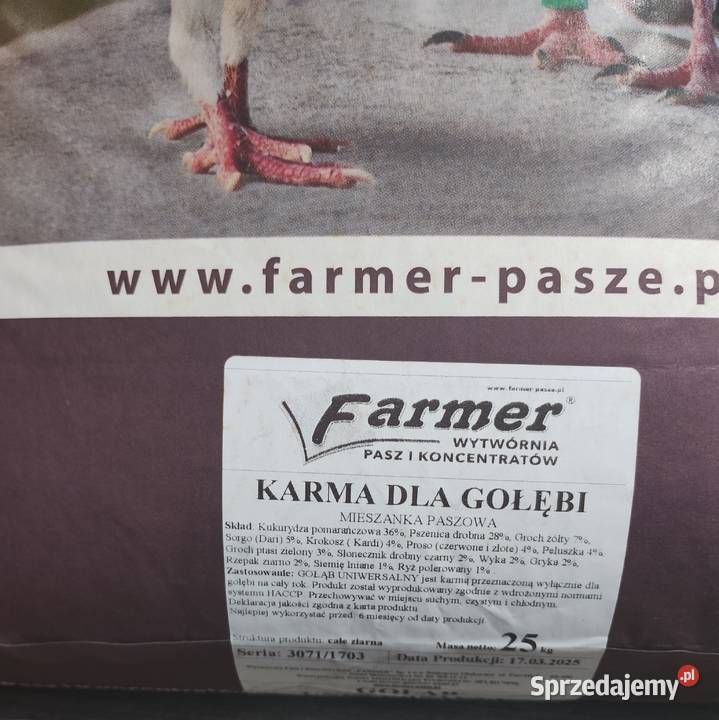 www.farmer-pasze.p
www.farmer-pasze.pl
Farmer®
WYTWÓRNIA
PASZ I KONCENTRATÓW
KARMA DLA GOŁĘBI
MIESZANKA PASZOWA
Skład: Kukurydza pomarańczowa 36%, Pszenica drobna 28%, Groch żółty 7%,
Sorgo (Dari) 5%, Krokosz ( Kardi) 4%, Proso (czerwone i złote) 4%, Peluszka 4%,
Groch ptasi zielony 3%, Słonecznik drobny czarny 2%, Wyka 2%, Gryka 2%,
Rzepak ziarno 2%, Siemię lniane 1%, Ryż polerowany 1% .
Zastosowanie: GOŁĄB UNIWERSALNY jest karmą przeznaczoną wyłącznie dla
gołębi na cały rok. Produkt został wyprodukowany zgodnie z wdrożonymi normami
systemu HACCP. Przechowywać w miejscu suchym, czystym i chłodnym.
Deklaracja jakości zgodna z karta produktu
Najlepiej wykorzystać przed: 6 miesięcy od daty produkcji.
Struktura produktu: całe ziarna Masa netto: 25 kg
Seria: 3071/1703 Data Produkcji: 17.03.2025
GOŁĄB
Sprzedajemy.pl